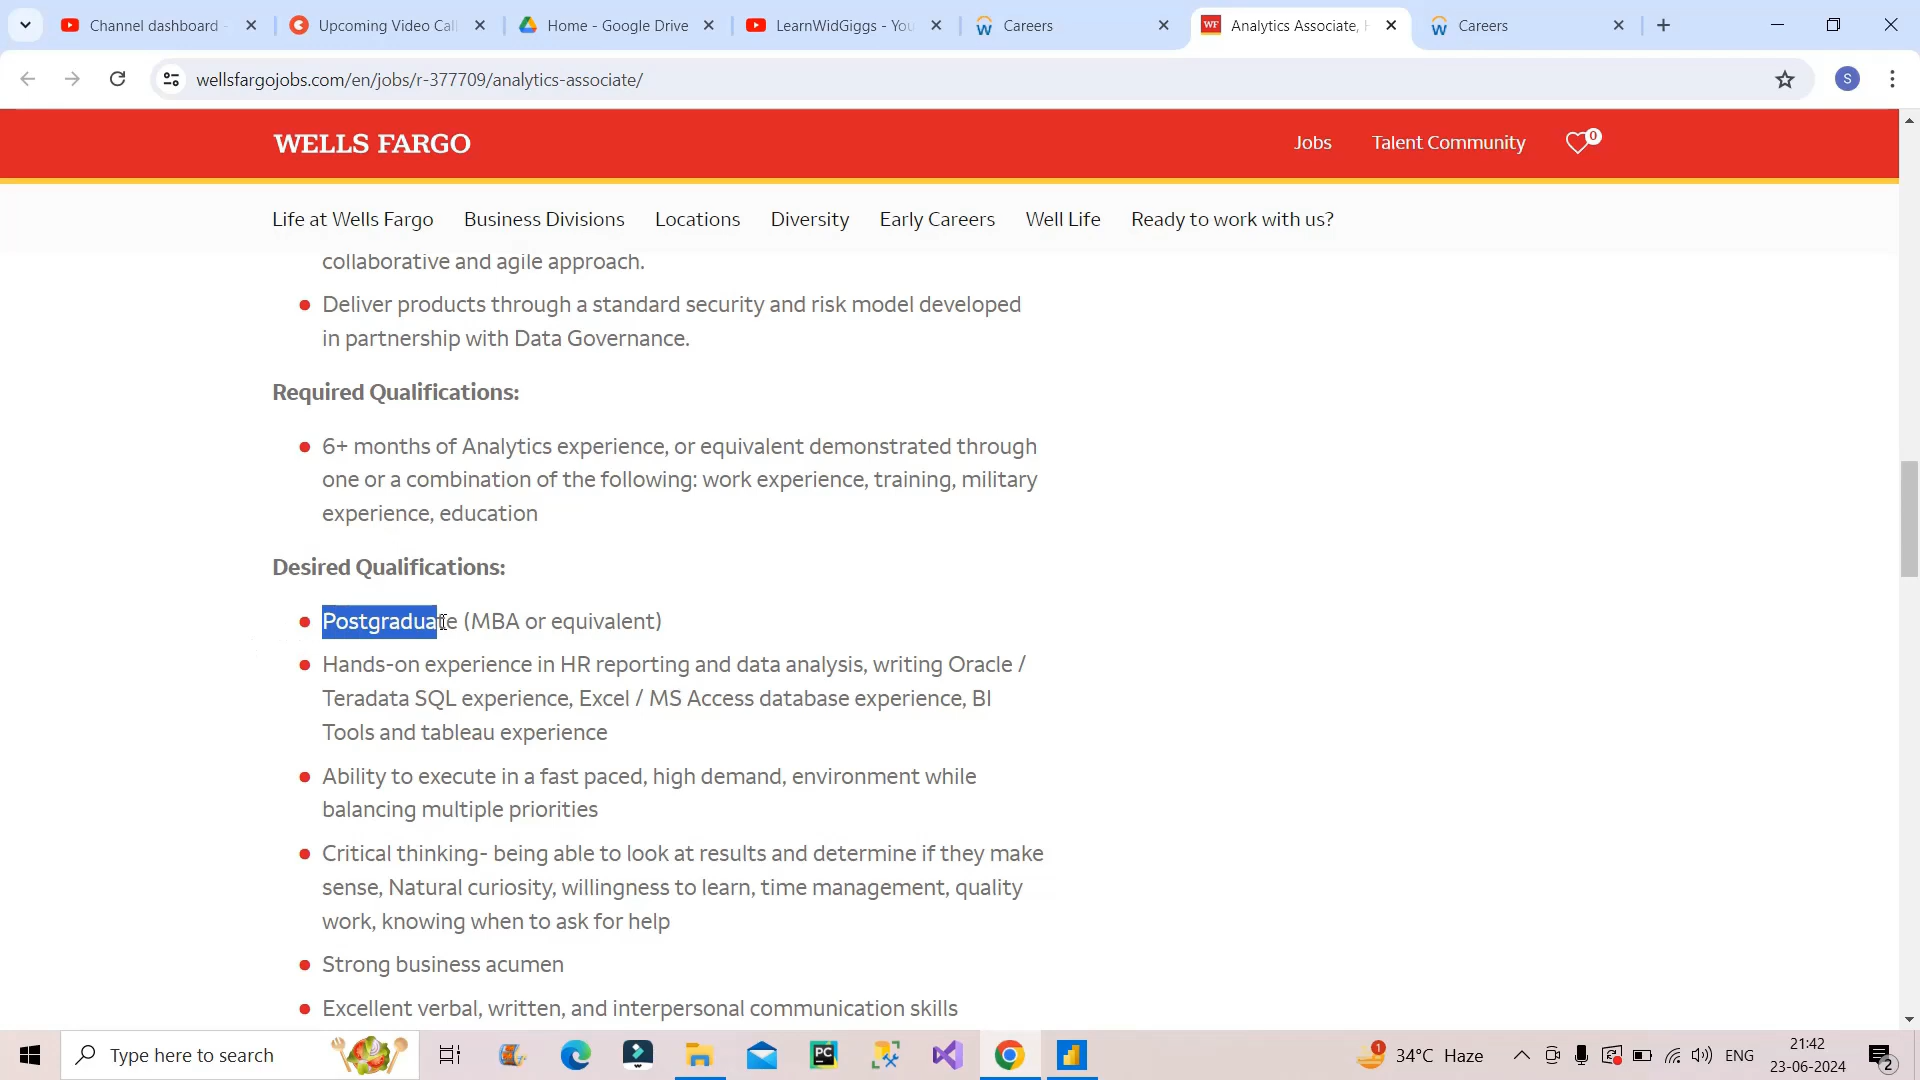 Channel dashboard -
Upcoming Video Cal
Home - Google Drive
LearnWidGiggs - You
Careers
WF
Analytics Associate,
Careers
wellsfargojobs.com/en/jobs/r-377709/analytics-associate/
S
WELLS FARGO
Jobs
Talent Community
0
Life at Wells Fargo
Business Divisions
Locations
Diversity
Early Careers
Well Life
Ready to work with us?
collaborative and agile approach.
Deliver products through a standard security and risk model developed
in partnership with Data Governance.
Required Qualifications:
6+ months of Analytics experience, or equivalent demonstrated through
one or a combination of the following: work experience, training, military
experience, education
Desired Qualifications:
Postgraduate (MBA or equivalent)
Hands-on experience in HR reporting and data analysis, writing Oracle /
Teradata SQL experience, Excel / MS Access database experience, BI
Tools and tableau experience
Ability to execute in a fast paced, high demand, environment while
balancing multiple priorities
Critical thinking- being able to look at results and determine if they make
sense, Natural curiosity, willingness to learn, time management, quality
work, knowing when to ask for help
Strong business acumen
Excellent verbal, written, and interpersonal communication skills
Type here to search
PC
1
34°C Haze
ENG
21:42
23-06-2024
2